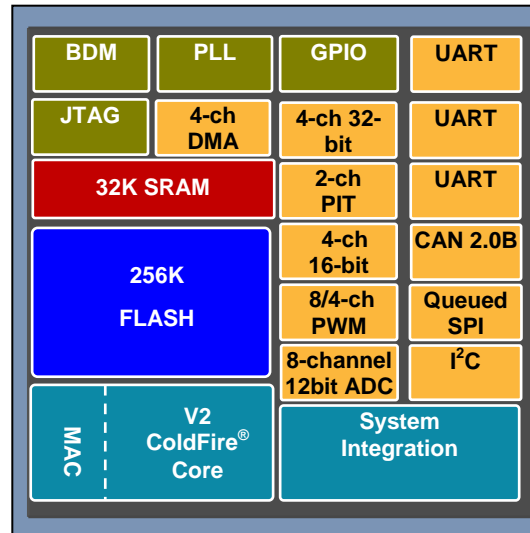 BDM
PLL
GPIO
UART
JTAG
4-ch
DMA
4-ch 32-
bit
UART
32K SRAM
2-ch
PIT
UART
256K
FLASH
4-ch
16-bit
CAN 2.0B
8/4-ch
PWM
Queued
SPI
8-channel
12bit ADC
I²C
MAC
V2
ColdFire®
Core
System
Integration